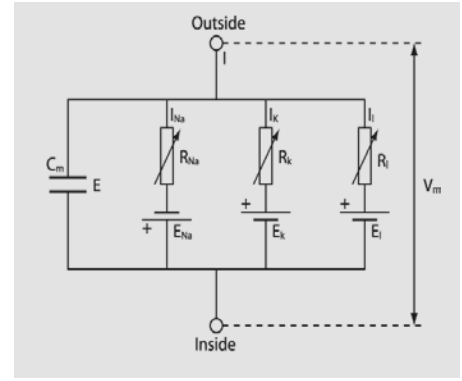 Outside
I
I_Na I_K I_l
C_m E R_Na R_k R_l V_m
+ E_Na + E_k + E_l
Inside